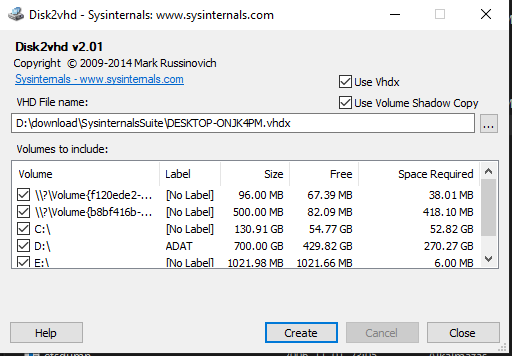 Disk2vhd - Sysinternals: www.sysinternals.com
Disk2vhd v2.01
Copyright © 2009-2014 Mark Russinovich
Sysinternals - www.sysinternals.com
Use Vhdx
VHD File name:
Use Volume Shadow Copy
D:\download\SysinternalsSuite\DESKTOP-ONJK4PM.vhdx
...
Volumes to include:
Volume Label Size Free Space Required
\\?\Volume{f120ede2-... [No Label] 96.00 MB 67.39 MB 38.01 MB
\\?\Volume{b8bf416b-... [No Label] 500.00 MB 82.09 MB 418.10 MB
C:\ [No Label] 130.91 GB 54.77 GB 52.82 GB
D:\ ADAT 700.00 GB 429.82 GB 270.27 GB
E:\ [No Label] 1021.98 MB 1021.66 MB 6.00 MB
Help Create Cancel Close